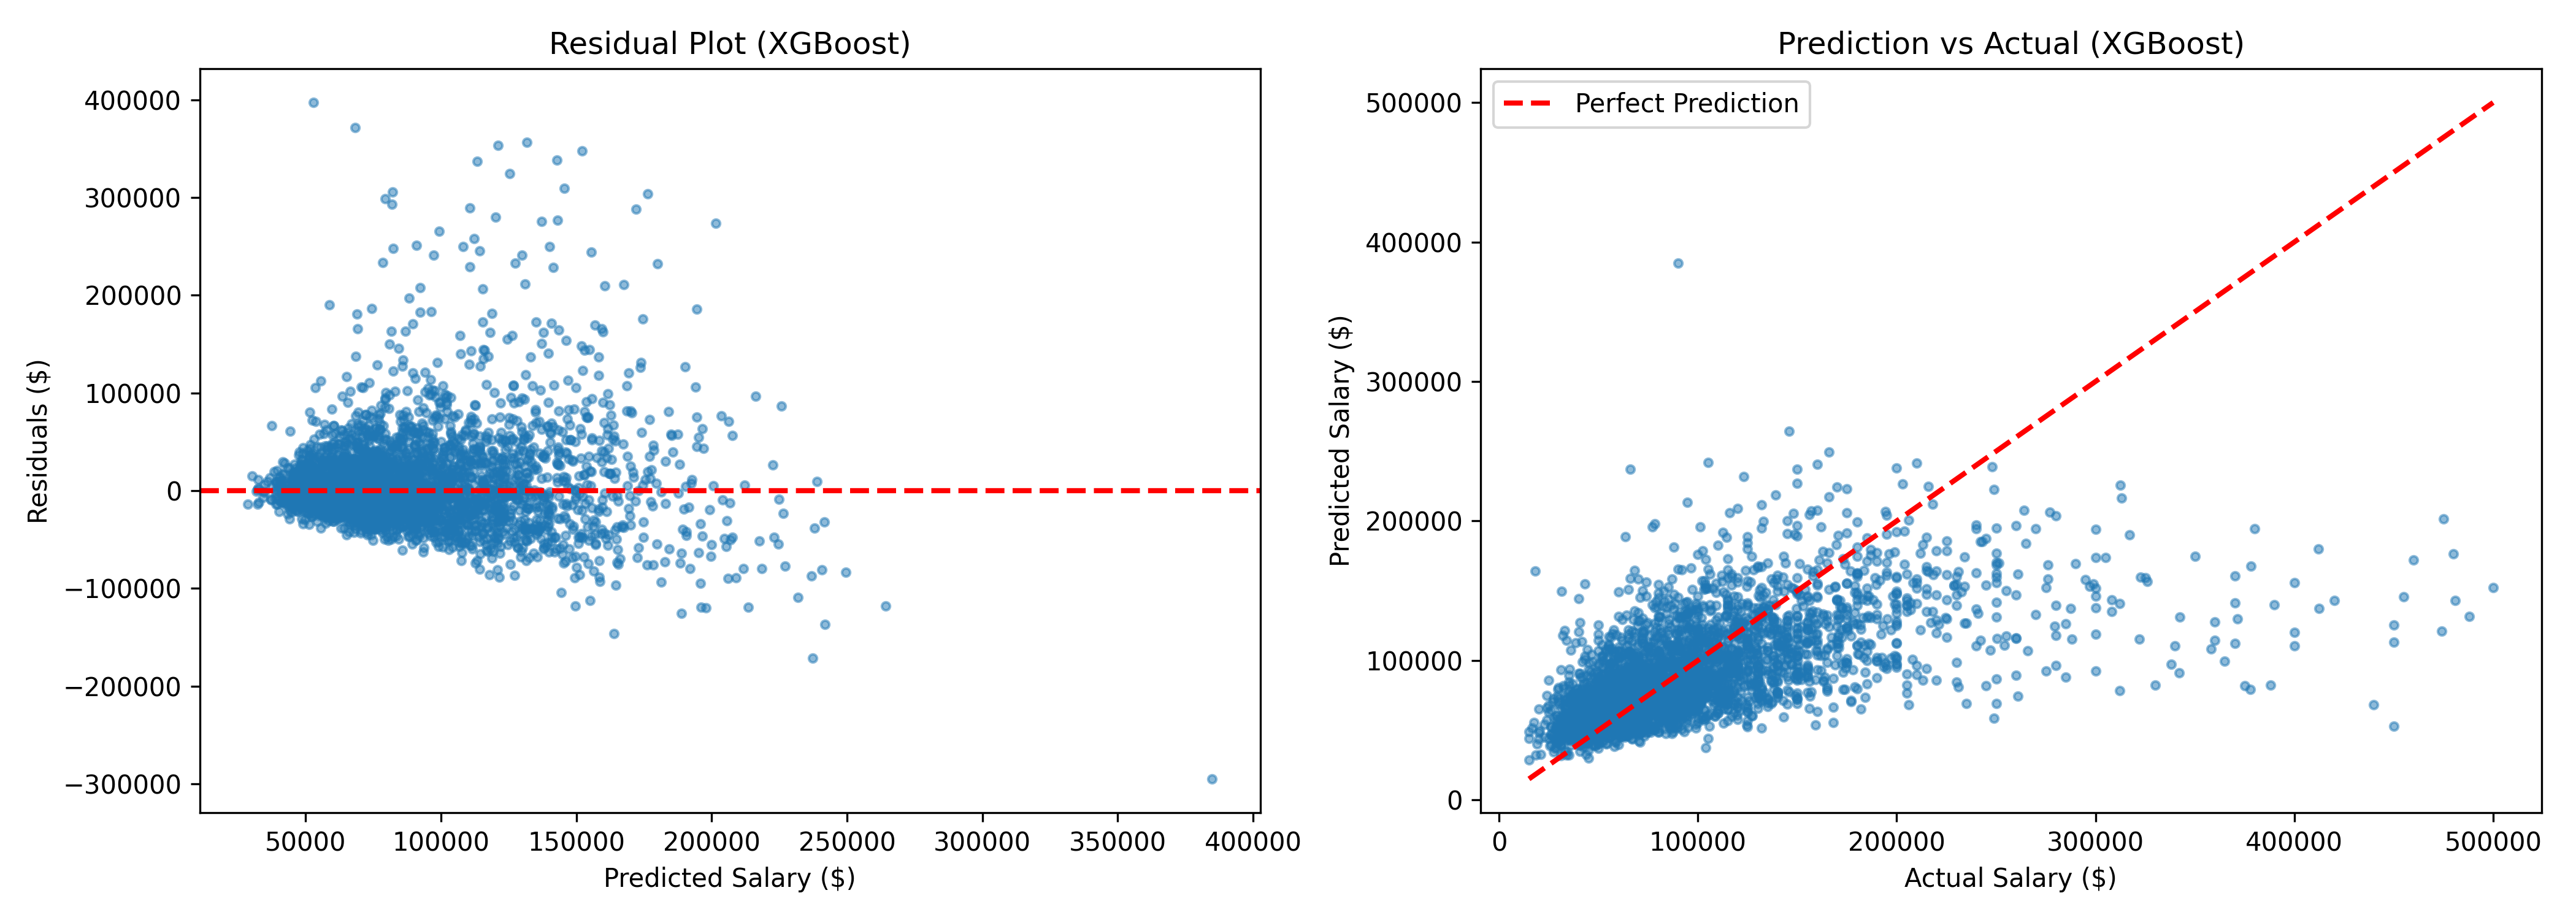 Residual Plot (XGBoost)
400000
300000
200000
100000
0
−100000
−200000
−300000
Residuals ($)
50000 100000 150000 200000 250000 300000 350000 400000
Predicted Salary ($)
Prediction vs Actual (XGBoost)
Perfect Prediction
500000
400000
300000
200000
100000
0
Predicted Salary ($)
0 100000 200000 300000 400000 500000
Actual Salary ($)